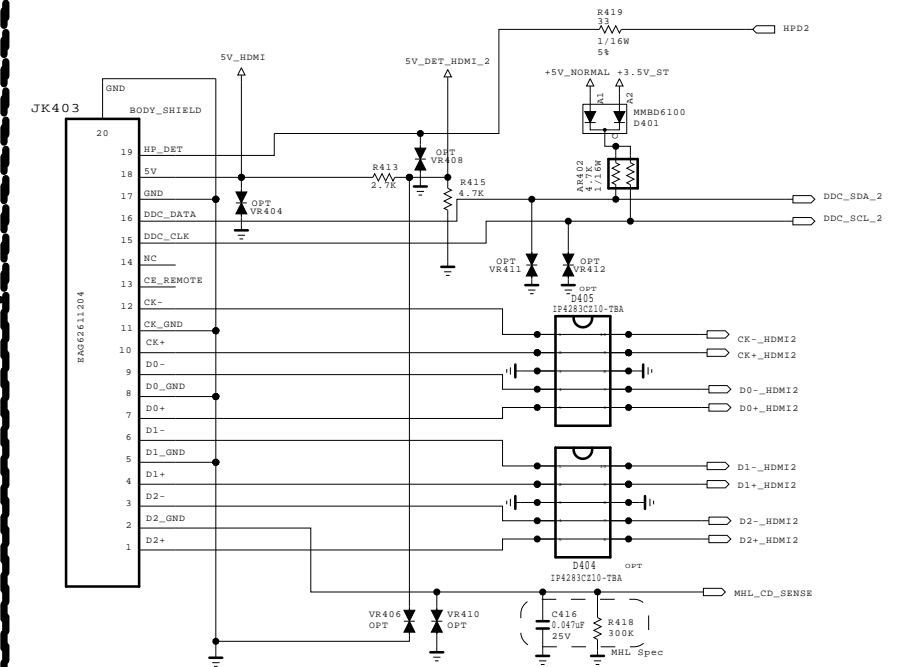 R419
33
1/16W
5%
HPD2
5V_HDMI
5V_DET_HDMI_2
+5V_NORMAL
+3.5V_ST
A1
A2
MMBD6100
D401
C
GND
JK403
BODY_SHIELD
20
19
HP_DET
18
5V
17
GND
16
DDC_DATA
15
DDC_CLK
14
NC
13
CE_REMOTE
12
CK-
11
CK_GND
10
CK+
9
D0-
8
D0_GND
7
D0+
6
D1-
5
D1_GND
4
D1+
3
D2-
2
D2_GND
1
D2+
EAG62611204
OPT
VR408
R413
2.7K
R415
4.7K
OPT
VR404
AR402
4.7K
1/16W
DDC_SDA_2
DDC_SCL_2
OPT
VR411
OPT
VR412
OPT
D405
IP4283CZ10-TBA
CK-_HDMI2
CK+_HDMI2
D0-_HDMI2
D0+_HDMI2
D1-_HDMI2
D1+_HDMI2
D2-_HDMI2
D2+_HDMI2
D404
OPT
IP4283CZ10-TBA
MHL_CD_SENSE
VR406
OPT
VR410
OPT
C416
0.047uF
25V
R418
300K
MHL Spec